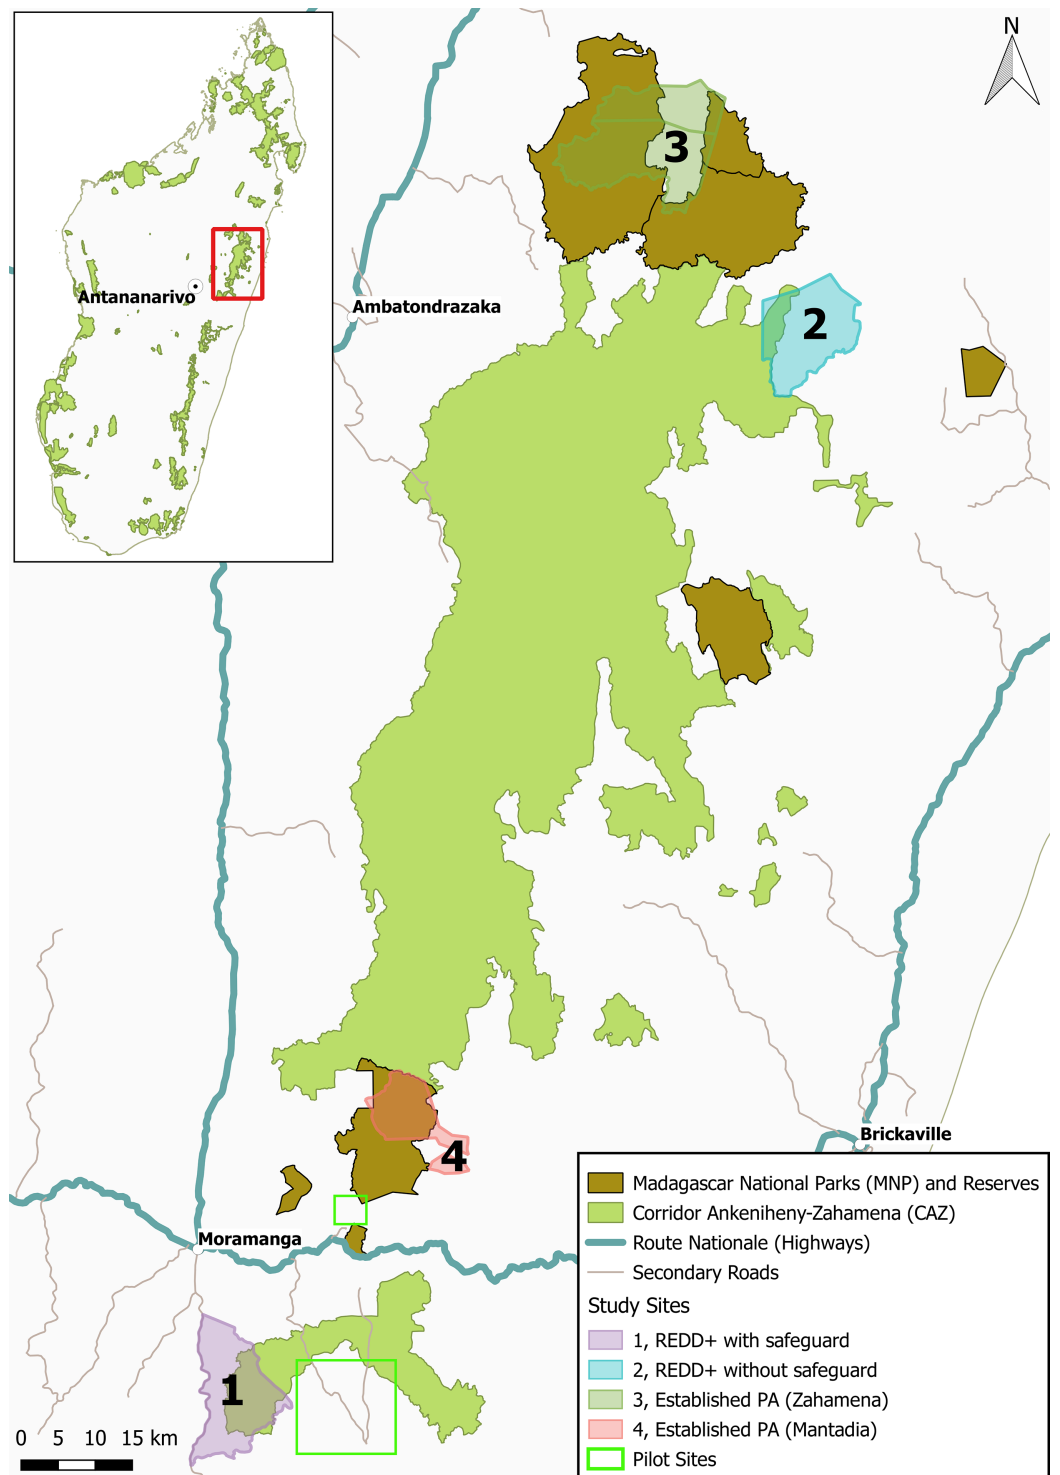 N
Antananarivo
3
Ambatondrazaka
2
4
Brickaville
Moramanga
1
0 5 10 15 km
Madagascar National Parks (MNP) and Reserves
Corridor Ankeniheny-Zahamena (CAZ)
Route Nationale (Highways)
Secondary Roads
Study Sites
1, REDD+ with safeguard
2, REDD+ without safeguard
3, Established PA (Zahamena)
4, Established PA (Mantadia)
Pilot Sites